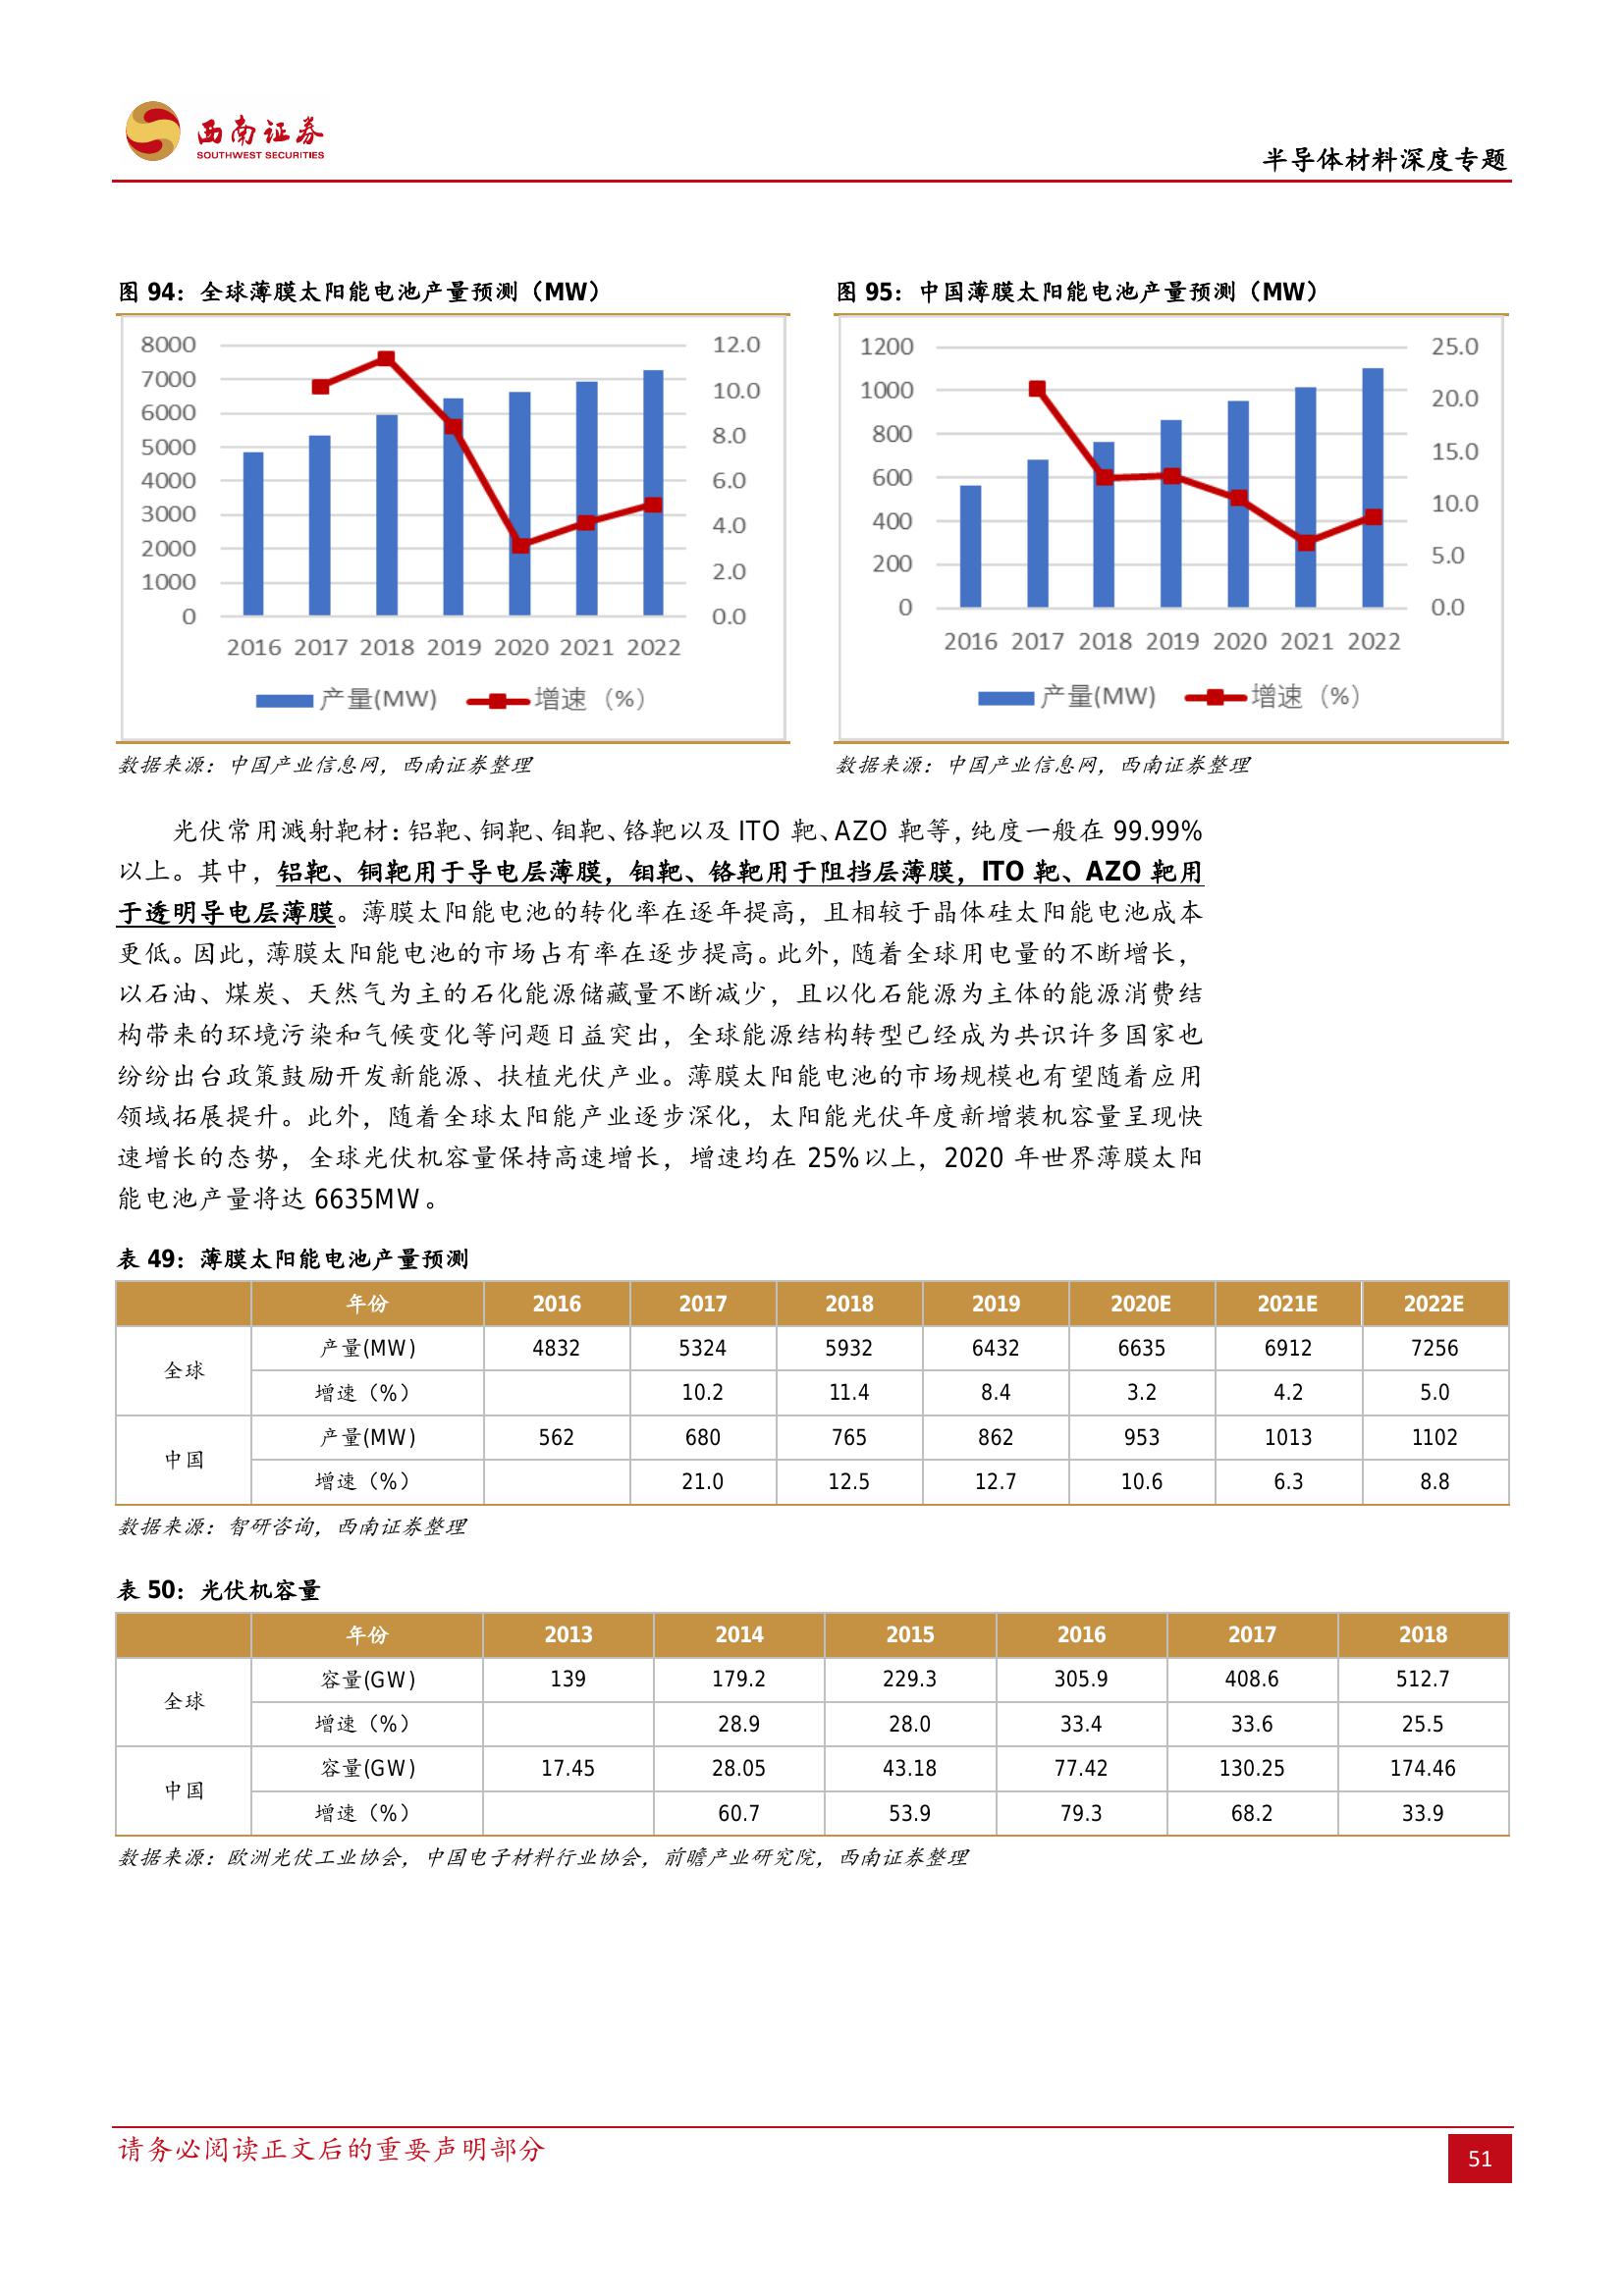 西南证券
SOUTHWEST SECURITIES
半导体材料深度专题
图 94：全球薄膜太阳能电池产量预测（MW）
8000
7000
6000
5000
4000
3000
2000
1000
0
12.0
10.0
8.0
6.0
4.0
2.0
0.0
2016 2017 2018 2019 2020 2021 2022
产量(MW) 增速（%）
数据来源：中国产业信息网，西南证券整理
图 95：中国薄膜太阳能电池产量预测（MW）
1200
1000
800
600
400
200
0
25.0
20.0
15.0
10.0
5.0
0.0
2016 2017 2018 2019 2020 2021 2022
产量(MW) 增速（%）
数据来源：中国产业信息网，西南证券整理
光伏常用溅射靶材：铝靶、铜靶、钼靶、铬靶以及 ITO 靶、AZO 靶等，纯度一般在 99.99%
以上。其中，铝靶、铜靶用于导电层薄膜，钼靶、铬靶用于阻挡层薄膜，ITO 靶、AZO 靶用
于透明导电层薄膜。薄膜太阳能电池的转化率在逐年提高，且相较于晶体硅太阳能电池成本
更低。因此，薄膜太阳能电池的市场占有率在逐步提高。此外，随着全球用电量的不断增长，
以石油、煤炭、天然气为主的石化能源储藏量不断减少，且以化石能源为主体的能源消费结
构带来的环境污染和气候变化等问题日益突出，全球能源结构转型已经成为共识许多国家也
纷纷出台政策鼓励开发新能源、扶植光伏产业。薄膜太阳能电池的市场规模也有望随着应用
领域拓展提升。此外，随着全球太阳能产业逐步深化，太阳能光伏年度新增装机容量呈现快
速增长的态势，全球光伏机容量保持高速增长，增速均在 25%以上，2020 年世界薄膜太阳
能电池产量将达 6635MW。
表 49：薄膜太阳能电池产量预测
年份 2016 2017 2018 2019 2020E 2021E 2022E
全球
产量(MW) 4832 5324 5932 6432 6635 6912 7256
增速（%） 10.2 11.4 8.4 3.2 4.2 5.0
中国
产量(MW) 562 680 765 862 953 1013 1102
增速（%） 21.0 12.5 12.7 10.6 6.3 8.8
数据来源：智研咨询，西南证券整理
表 50：光伏机容量
年份 2013 2014 2015 2016 2017 2018
全球
容量(GW) 139 179.2 229.3 305.9 408.6 512.7
增速（%） 28.9 28.0 33.4 33.6 25.5
中国
容量(GW) 17.45 28.05 43.18 77.42 130.25 174.46
增速（%） 60.7 53.9 79.3 68.2 33.9
数据来源：欧洲光伏工业协会，中国电子材料行业协会，前瞻产业研究院，西南证券整理
请务必阅读正文后的重要声明部分
51